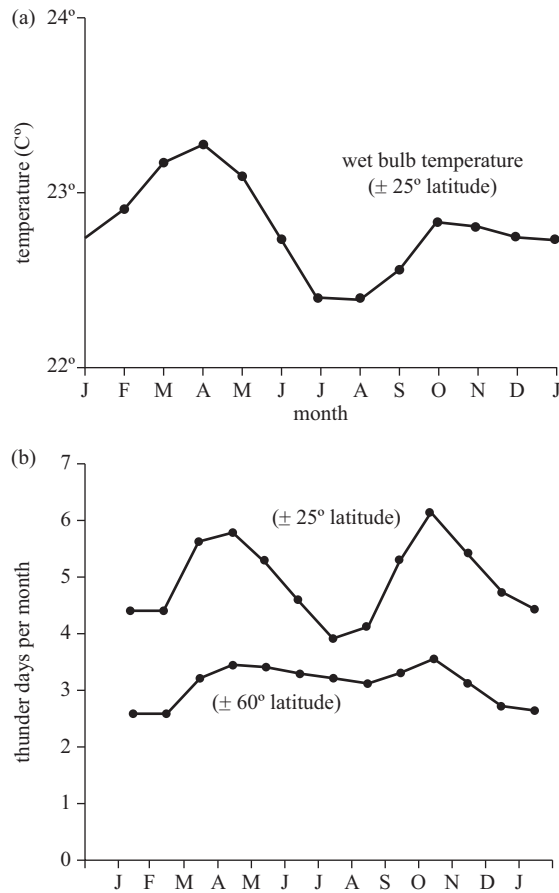 (a)
24°
23°
22°
temperature (C°)
wet bulb temperature
(± 25° latitude)
J F M A M J J A S O N D J
month
(b)
7
6
5
4
3
2
1
0
thunder days per month
(± 25° latitude)
(± 60° latitude)
J F M A M J J A S O N D J